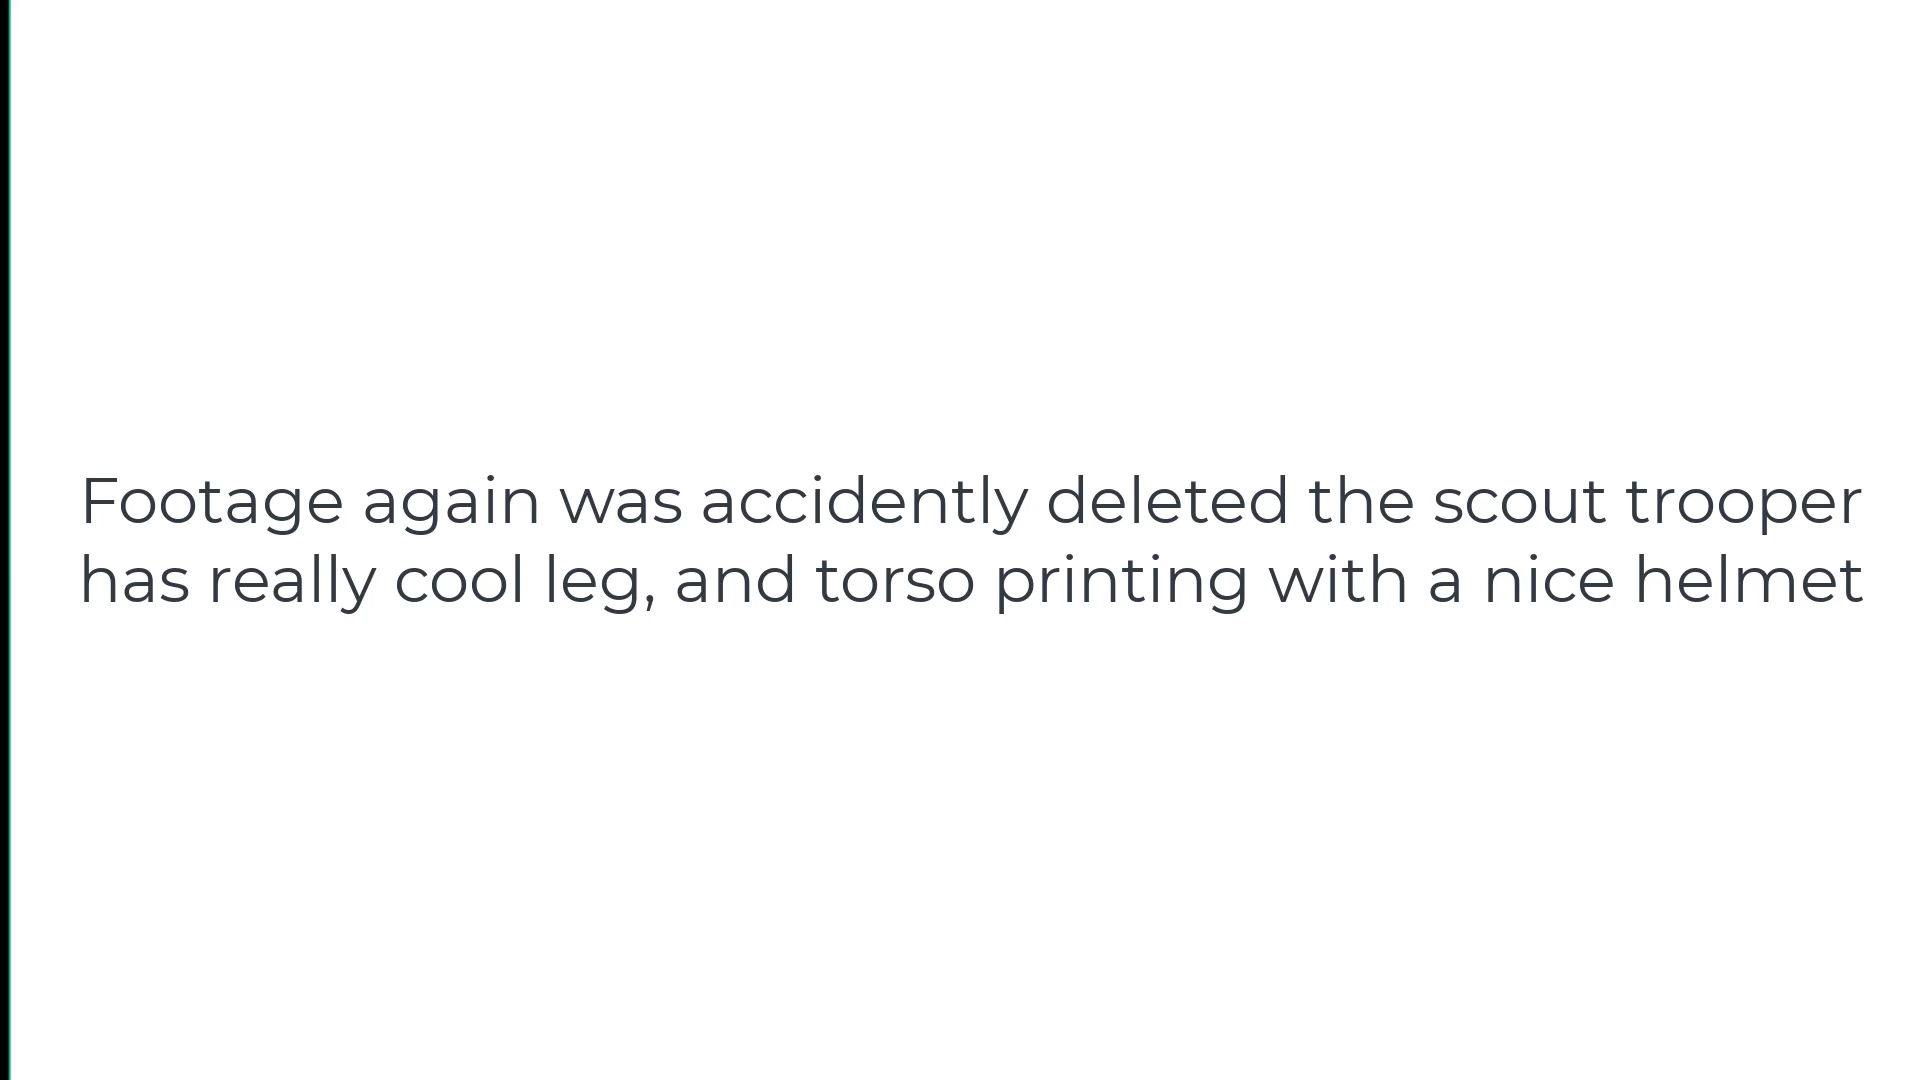 Footage again was accidently deleted the scout trooper
has really cool leg, and torso printing with a nice helmet